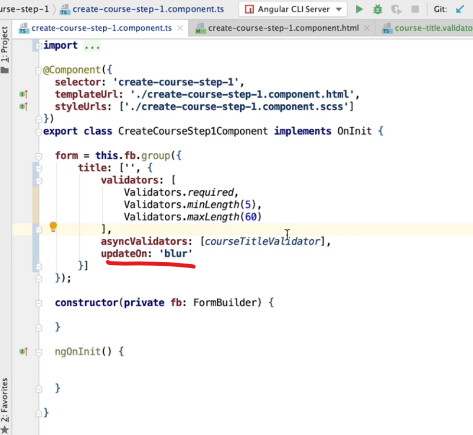 urse-step-1 › create-course-step-1.component.ts
Angular CLI Server
Git:
create-course-step-1.component.ts × create-course-step-1.component.html × course-title.validato
1: Project
import ...
@Component({
selector: 'create-course-step-1',
templateUrl: './create-course-step-1.component.html',
styleUrls: ['./create-course-step-1.component.scss']
})
export class CreateCourseStep1Component implements OnInit {
form = this.fb.group({
title: ['', {
validators: [
Validators.required,
Validators.minLength(5),
Validators.maxLength(60)
],
asyncValidators: [courseTitleValidator],
updateOn: 'blur'
}]
});
constructor(private fb: FormBuilder) {
}
ngOnInit() {
}
}
2: Favorites